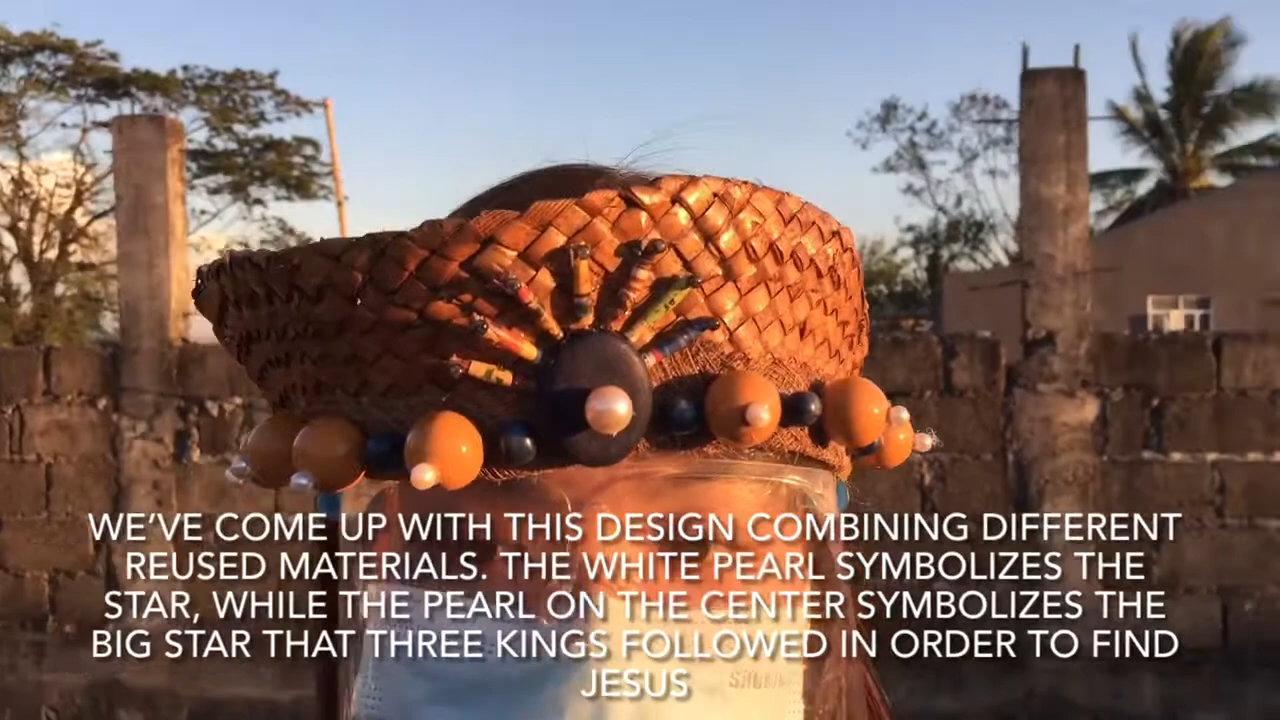 WE'VE COME UP WITH THIS DESIGN COMBINING DIFFERENT
REUSED MATERIALS. THE WHITE PEARL SYMBOLIZES THE
STAR, WHILE THE PEARL ON THE CENTER SYMBOLIZES THE
BIG STAR THAT THREE KINGS FOLLOWED IN ORDER TO FIND
JESUS